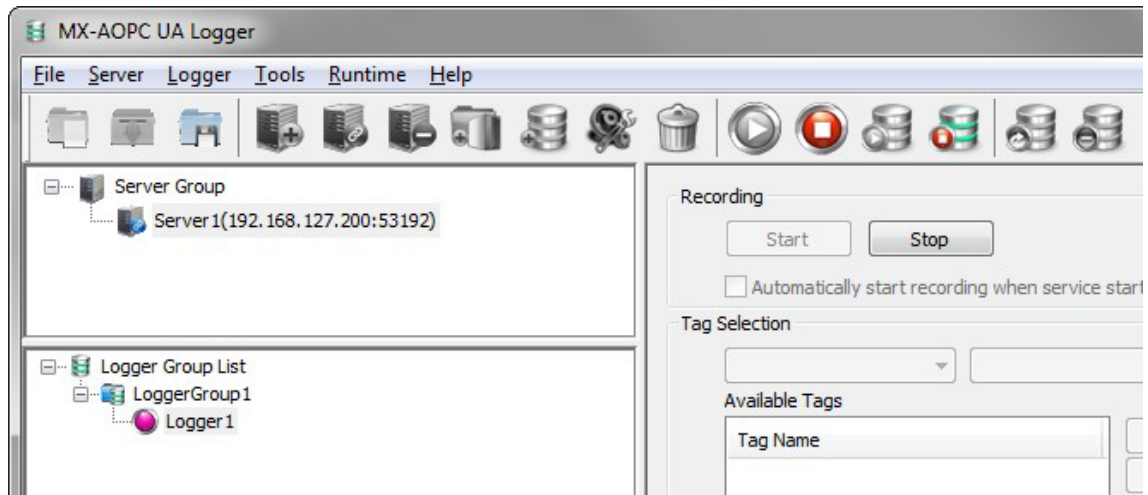 MX-AOPC UA Logger
File Server Logger Tools Runtime Help
Server Group
Server1(192.168.127.200:53192)
Logger Group List
LoggerGroup1
Logger1
Recording
Start Stop
Automatically start recording when service start
Tag Selection
Available Tags
Tag Name